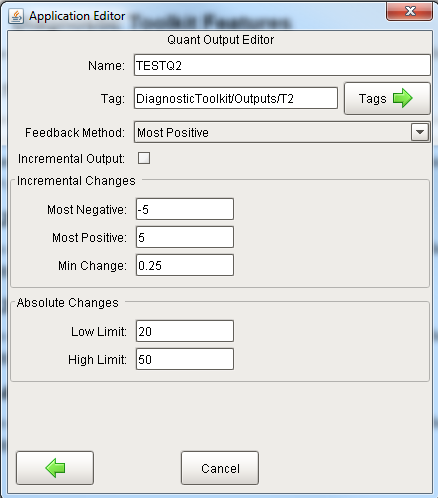 Application Editor
Quant Output Editor
Name: TESTQ2
Tag: DiagnosticToolkit/Outputs/T2 Tags
Feedback Method: Most Positive
Incremental Output:
Incremental Changes
Most Negative: -5
Most Positive: 5
Min Change: 0.25
Absolute Changes
Low Limit: 20
High Limit: 50
Cancel